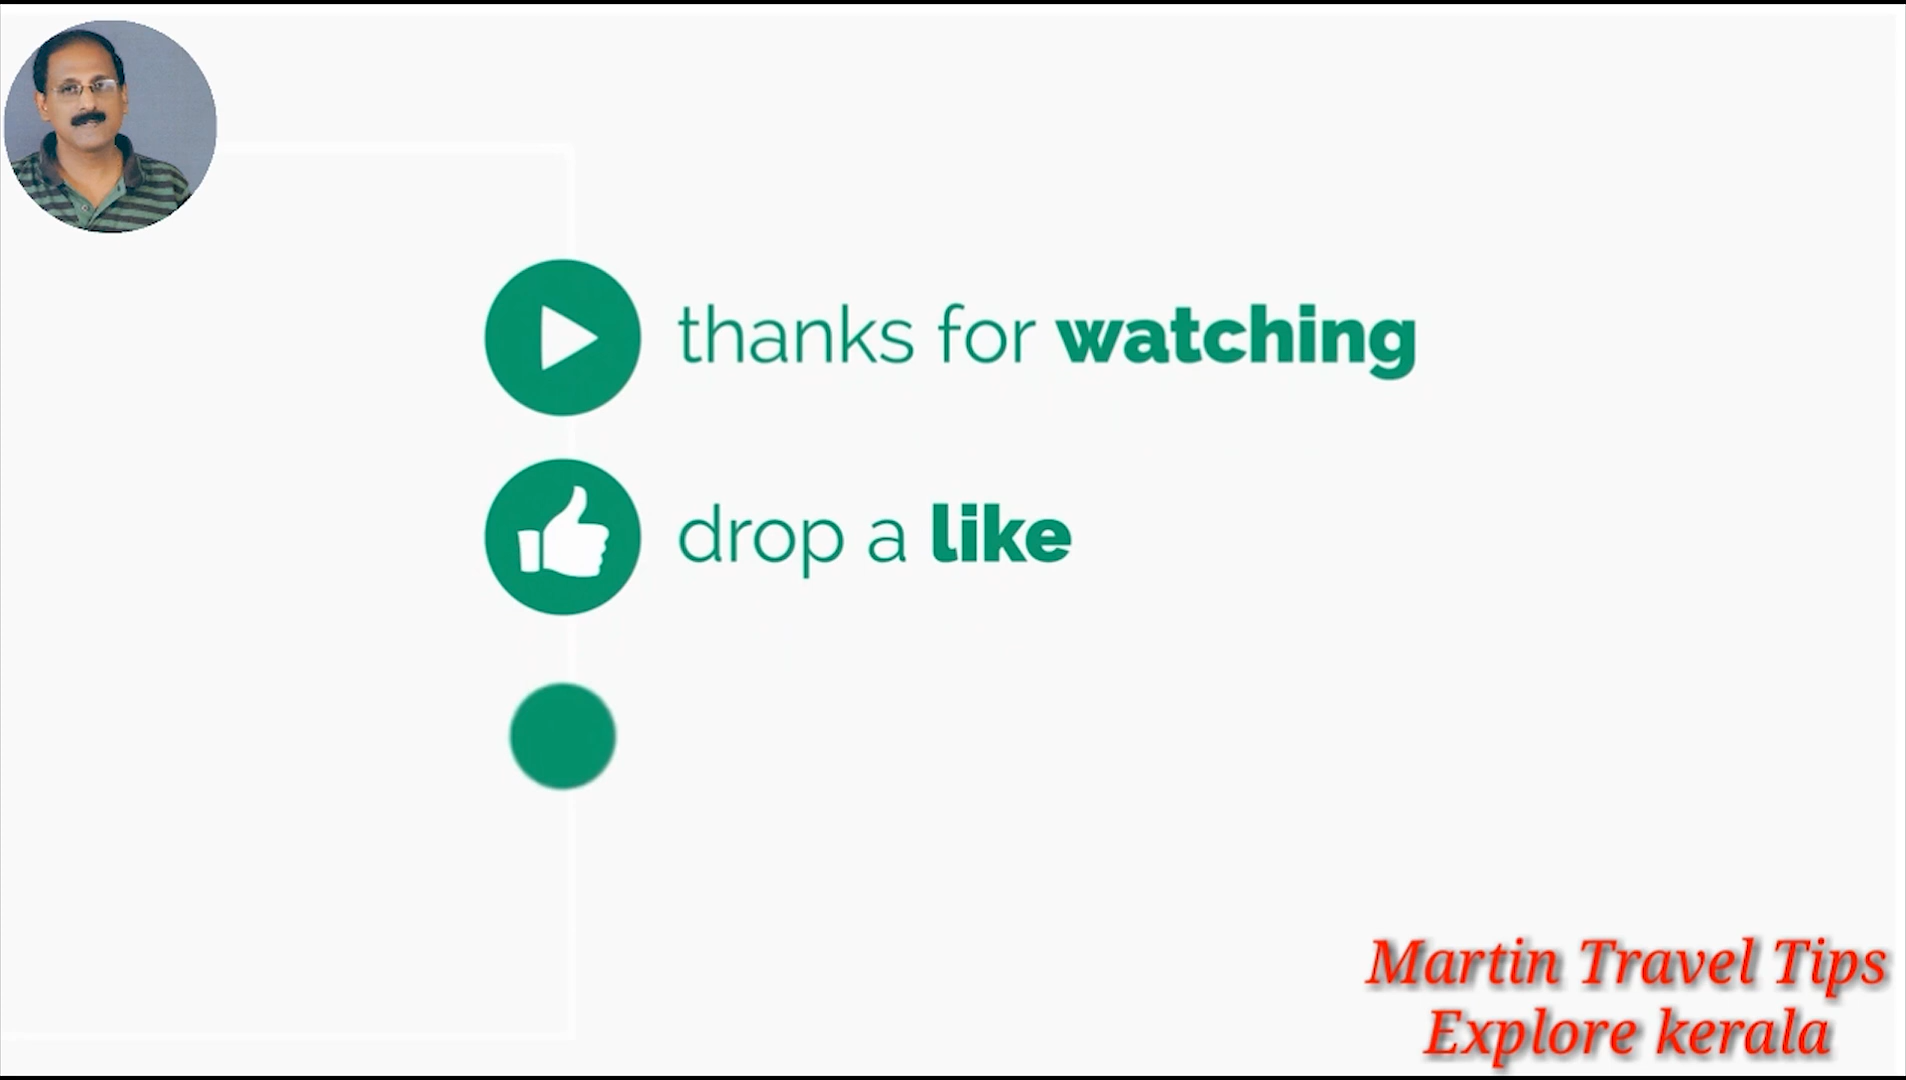 thanks for watching
drop a like
Martin Travel Tips
Explore kerala